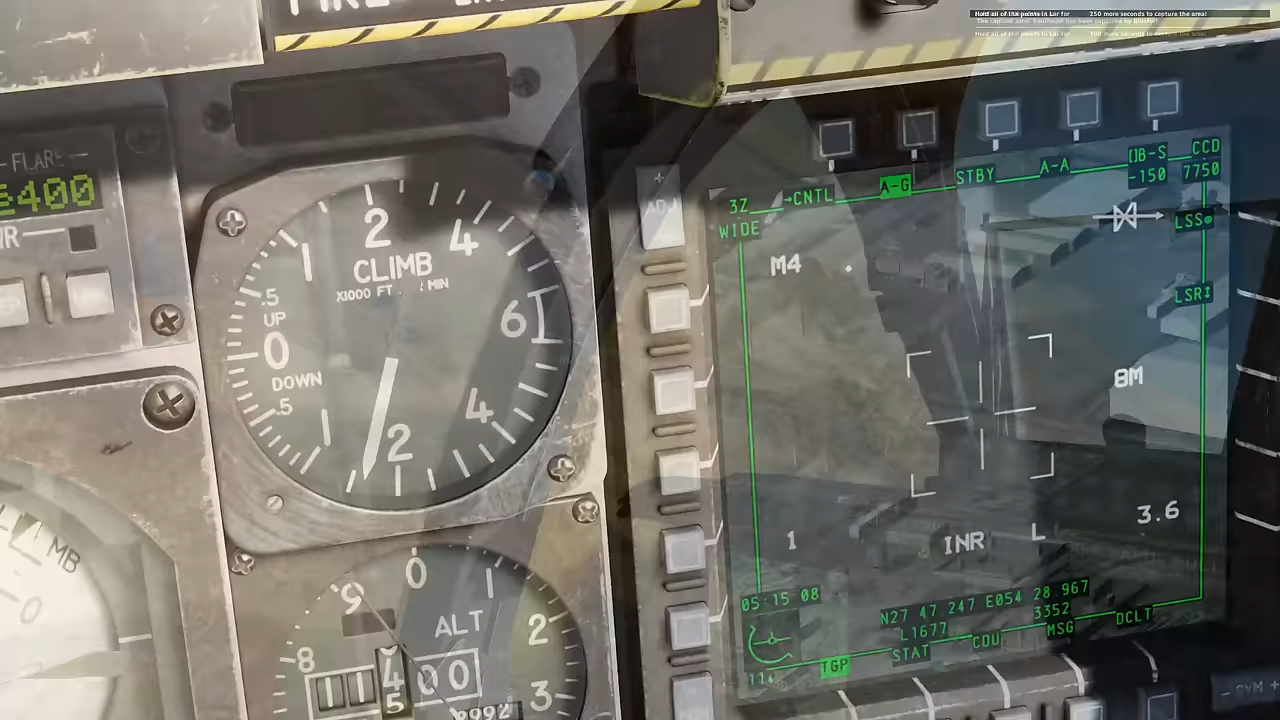 Hold all of the points in Lar for 250 more seconds to capture the area!
FLARE
400
2
4
1
CLIMB
X1000 FT MIN
.5
UP
6
0
DOWN
.5
4
2
0
1
9
ALT
2
8
3
ADJ
3Z →CNTL A-G STBY A-A -150 CCD
7750
WIDE
LSS
M4
LSRI
8M
3.6
1 INR L
05 15 08
N27 47.247 E054 28.967
L1677 3352
TGP STAT CDU MSG DCLT